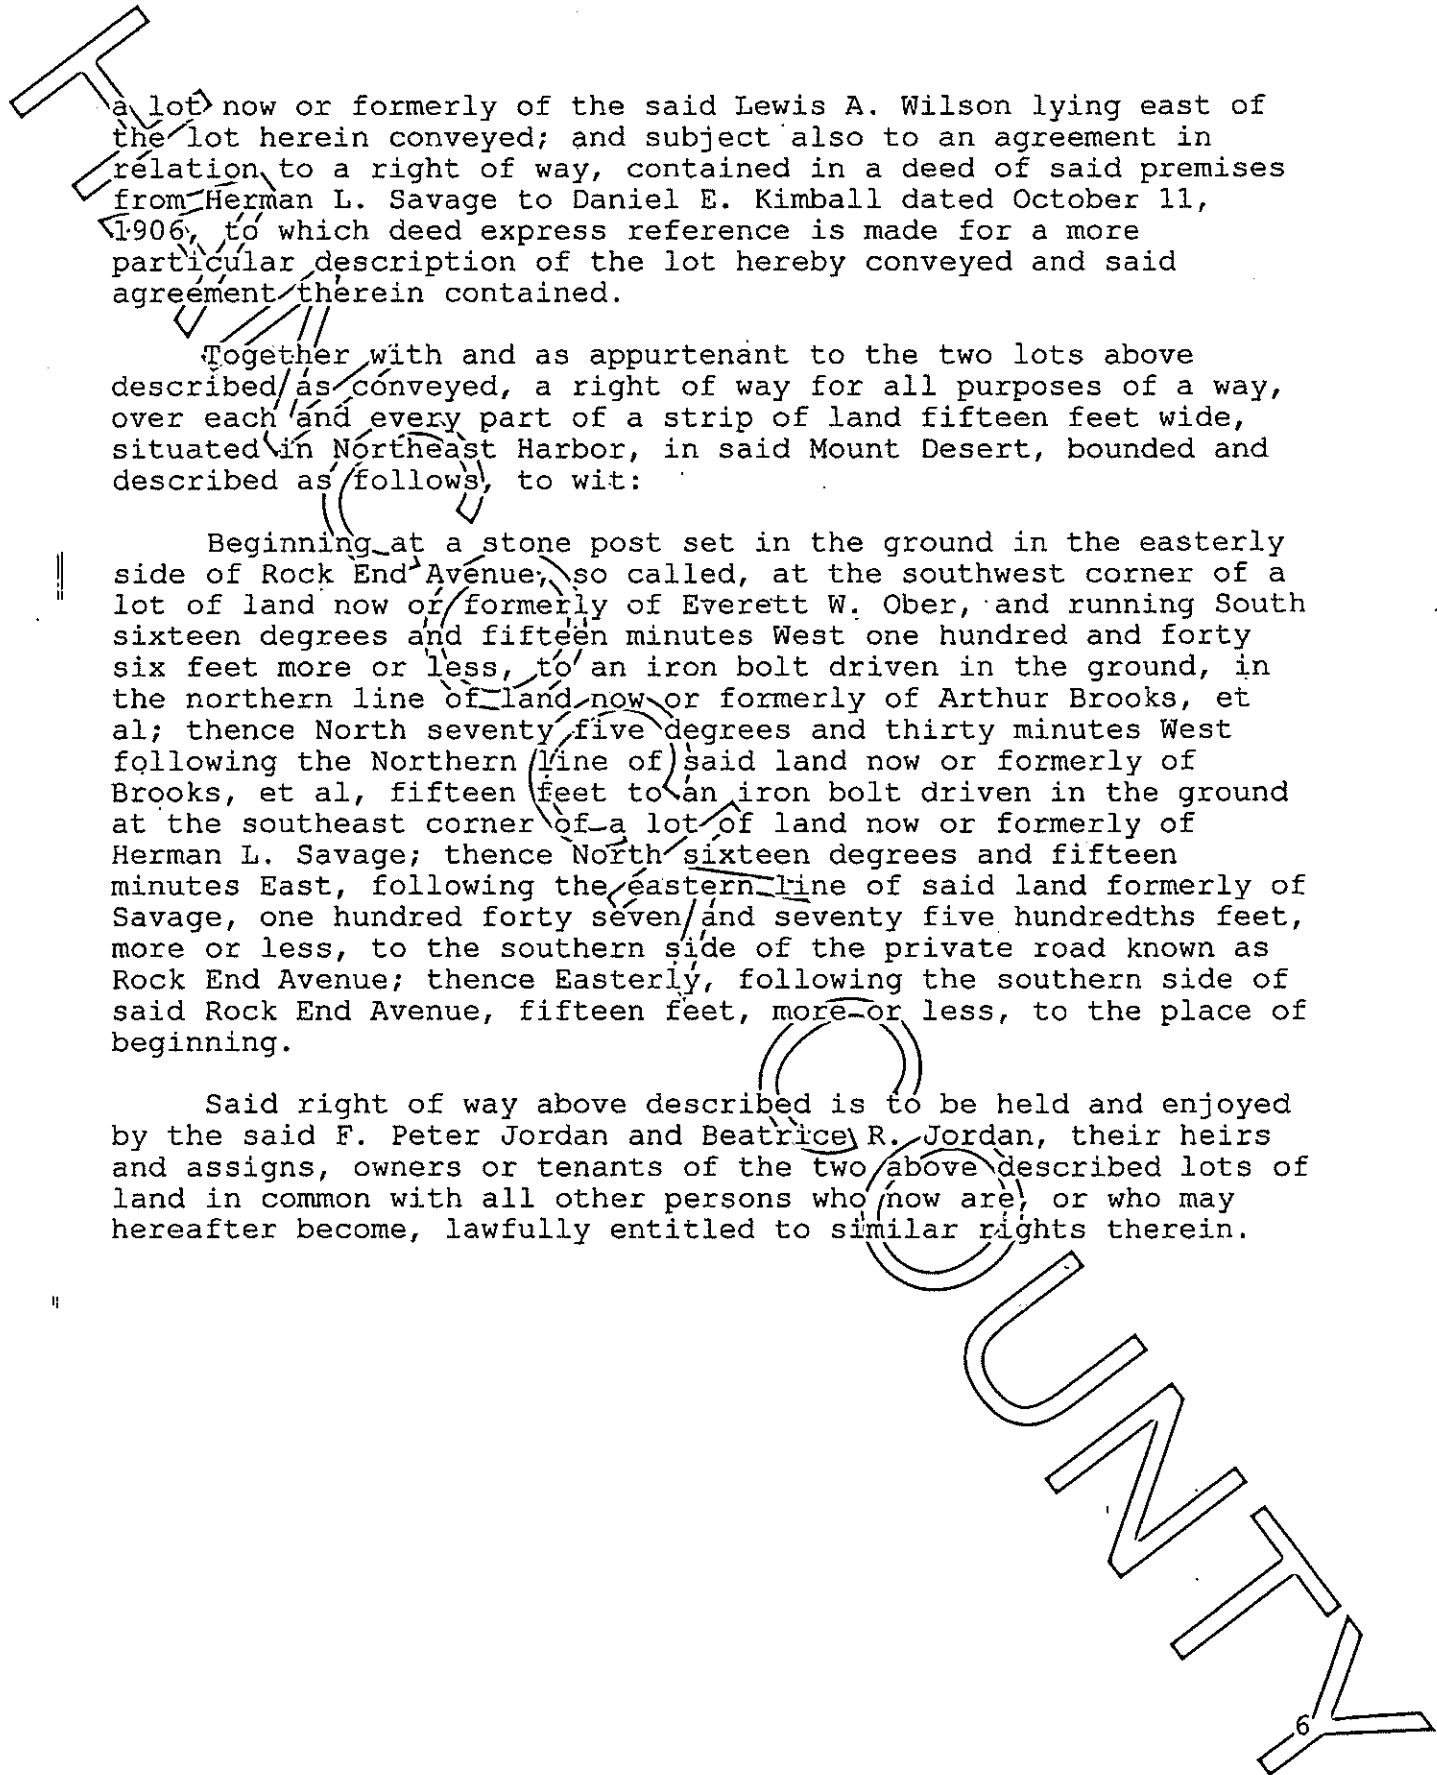 a lot now or formerly of the said Lewis A. Wilson lying east of
the lot herein conveyed; and subject also to an agreement in
relation to a right of way, contained in a deed of said premises
from Herman L. Savage to Daniel E. Kimball dated October 11,
1906, to which deed express reference is made for a more
particular description of the lot hereby conveyed and said
agreement therein contained.
Together with and as appurtenant to the two lots above
described as conveyed, a right of way for all purposes of a way,
over each and every part of a strip of land fifteen feet wide,
situated in Northeast Harbor, in said Mount Desert, bounded and
described as follows, to wit:
Beginning at a stone post set in the ground in the easterly
side of Rock End Avenue, so called, at the southwest corner of a
lot of land now or formerly of Everett W. Ober, and running South
sixteen degrees and fifteen minutes West one hundred and forty
six feet more or less, to an iron bolt driven in the ground, in
the northern line of land now or formerly of Arthur Brooks, et
al; thence North seventy five degrees and thirty minutes West
following the Northern line of said land now or formerly of
Brooks, et al, fifteen feet to an iron bolt driven in the ground
at the southeast corner of a lot of land now or formerly of
Herman L. Savage; thence North sixteen degrees and fifteen
minutes East, following the eastern line of said land formerly of
Savage, one hundred forty seven and seventy five hundredths feet,
more or less, to the southern side of the private road known as
Rock End Avenue; thence Easterly, following the southern side of
said Rock End Avenue, fifteen feet, more or less, to the place of
beginning.
Said right of way above described is to be held and enjoyed
by the said F. Peter Jordan and Beatrice R. Jordan, their heirs
and assigns, owners or tenants of the two above described lots of
land in common with all other persons who now are, or who may
hereafter become, lawfully entitled to similar rights therein.
COUNTY
6